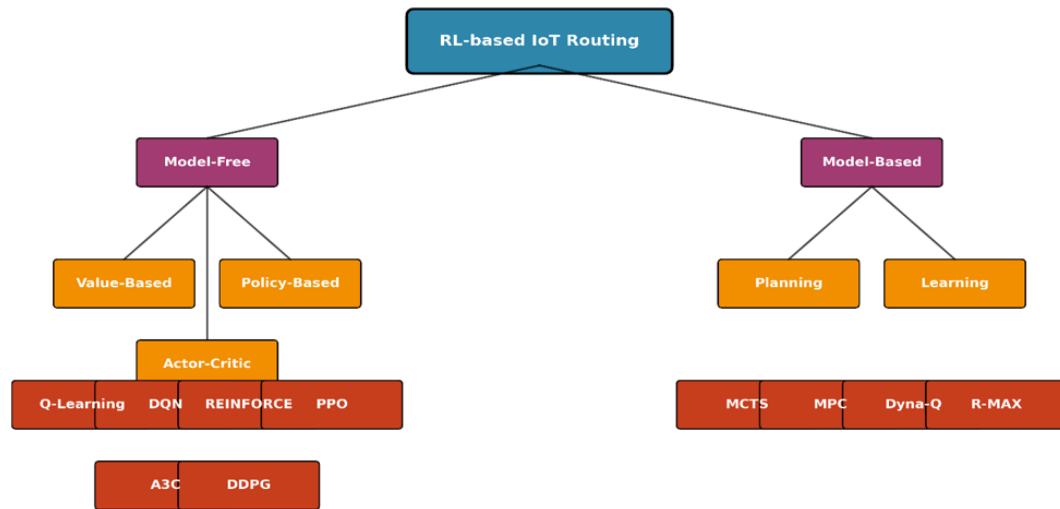 RL-based IoT Routing
Model-Free
Model-Based
Value-Based
Policy-Based
Planning
Learning
Actor-Critic
Q-Learning
DQN
REINFORCE
PPO
MCTS
MPC
Dyna-Q
R-MAX
A3C
DDPG